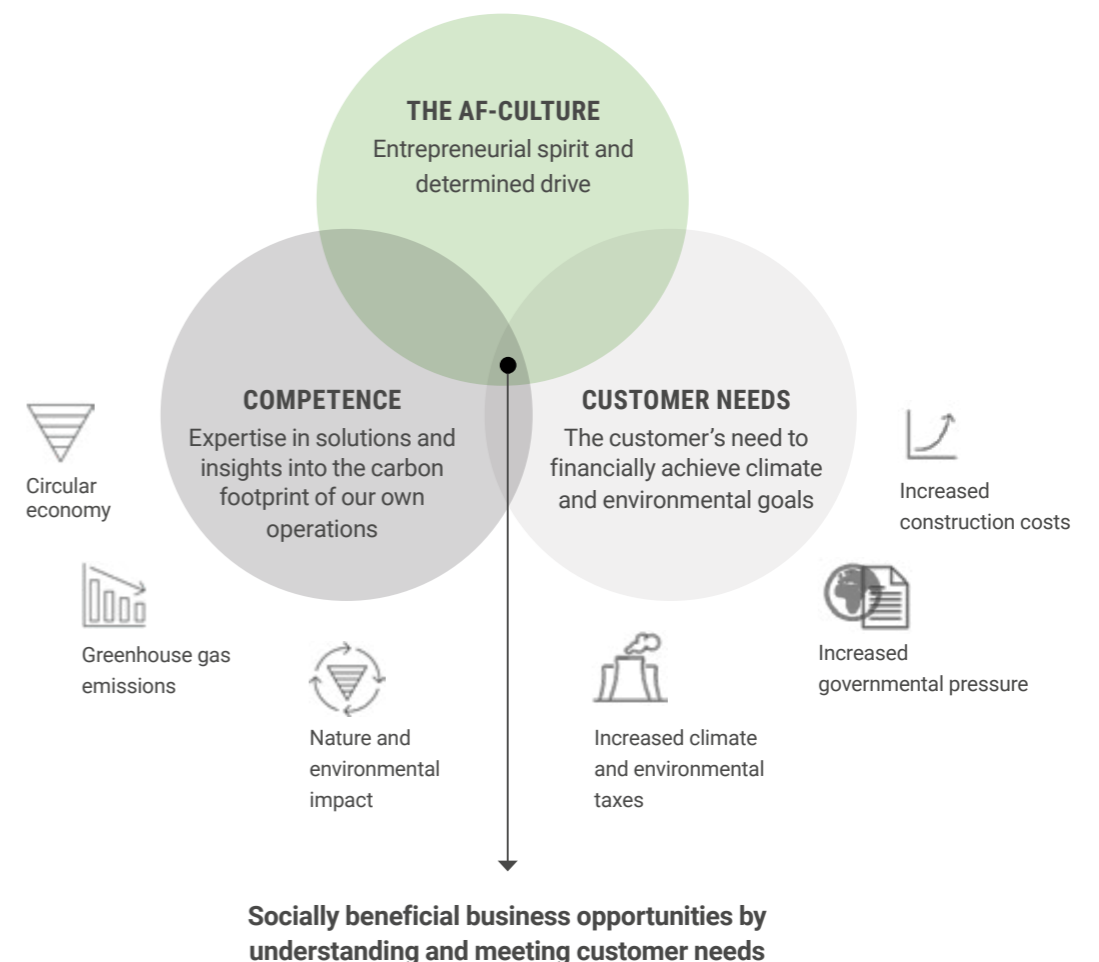 THE AF-CULTURE
Entrepreneurial spirit and
determined drive
COMPETENCE
Expertise in solutions and
insights into the carbon
footprint of our own
operations
CUSTOMER NEEDS
The customer’s need to
financially achieve climate
and environmental goals
Circular
economy
Greenhouse gas
emissions
Nature and
environmental
impact
Increased climate
and environmental
taxes
Increased
governmental pressure
Increased
construction costs
Socially beneficial business opportunities by
understanding and meeting customer needs